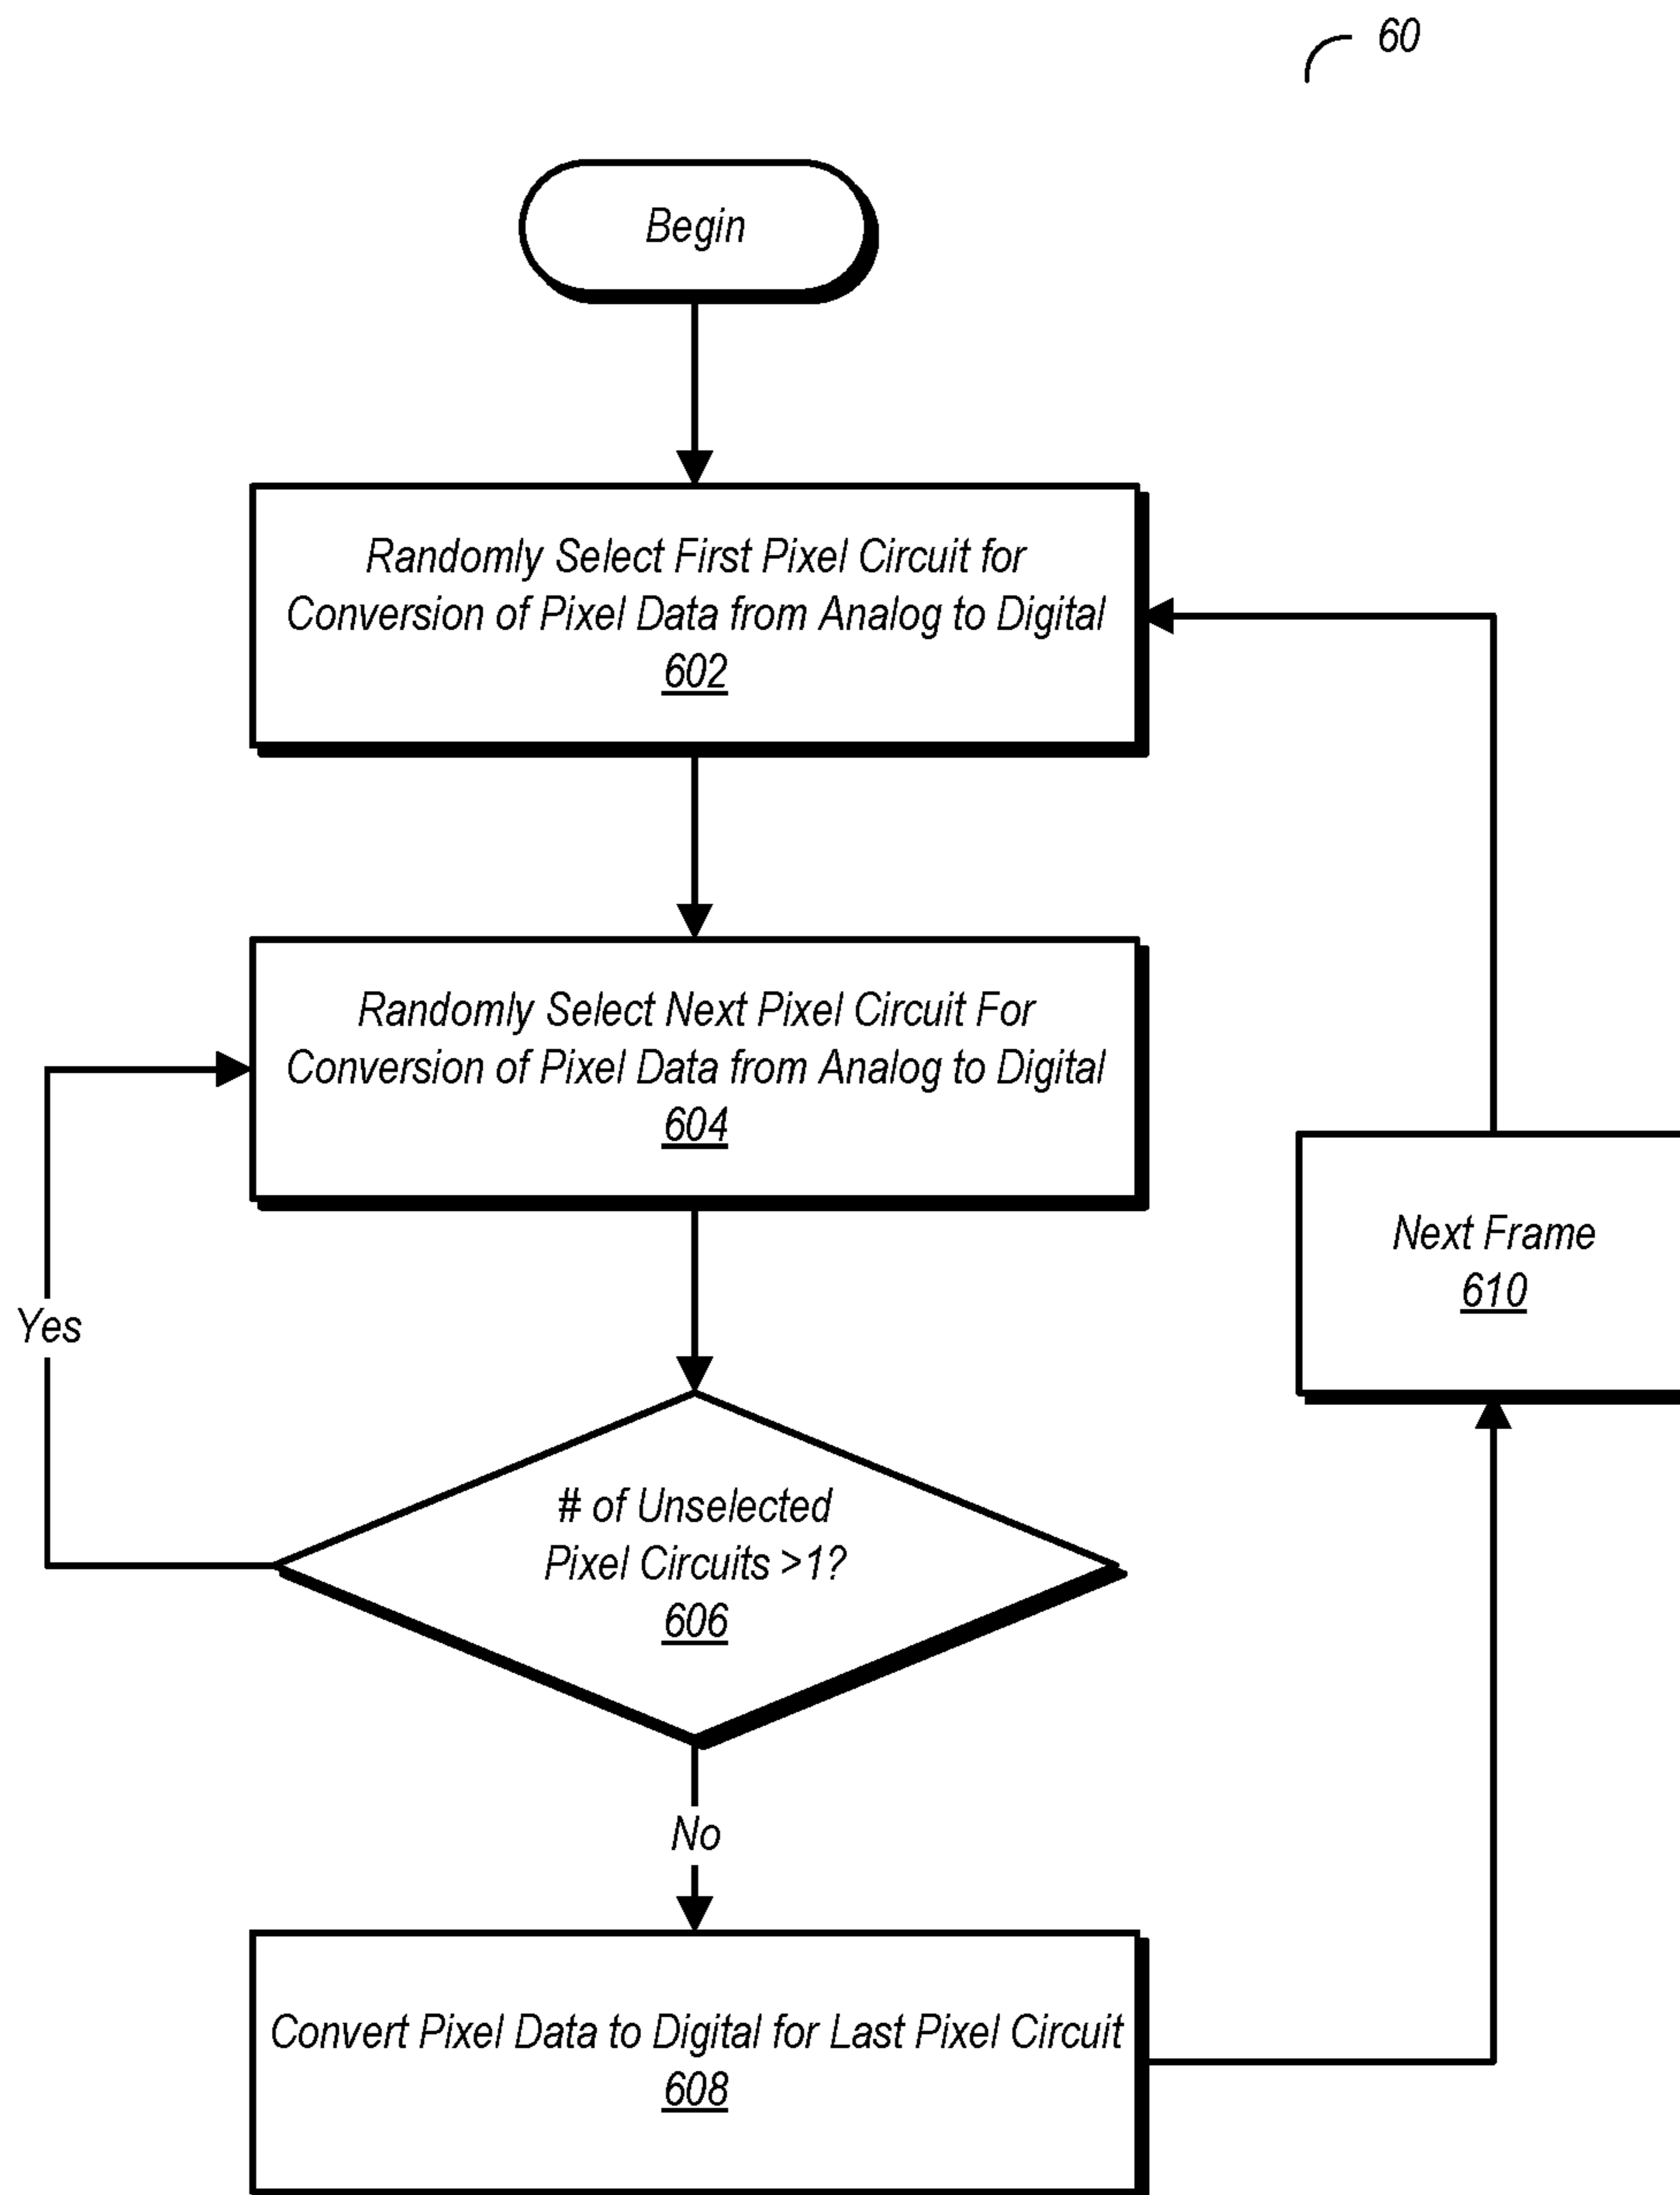 60
Begin
Randomly Select First Pixel Circuit for
Conversion of Pixel Data from Analog to Digital
602
Randomly Select Next Pixel Circuit For
Conversion of Pixel Data from Analog to Digital
604
Next Frame
610
Yes
# of Unselected
Pixel Circuits >1?
606
No
Convert Pixel Data to Digital for Last Pixel Circuit
608